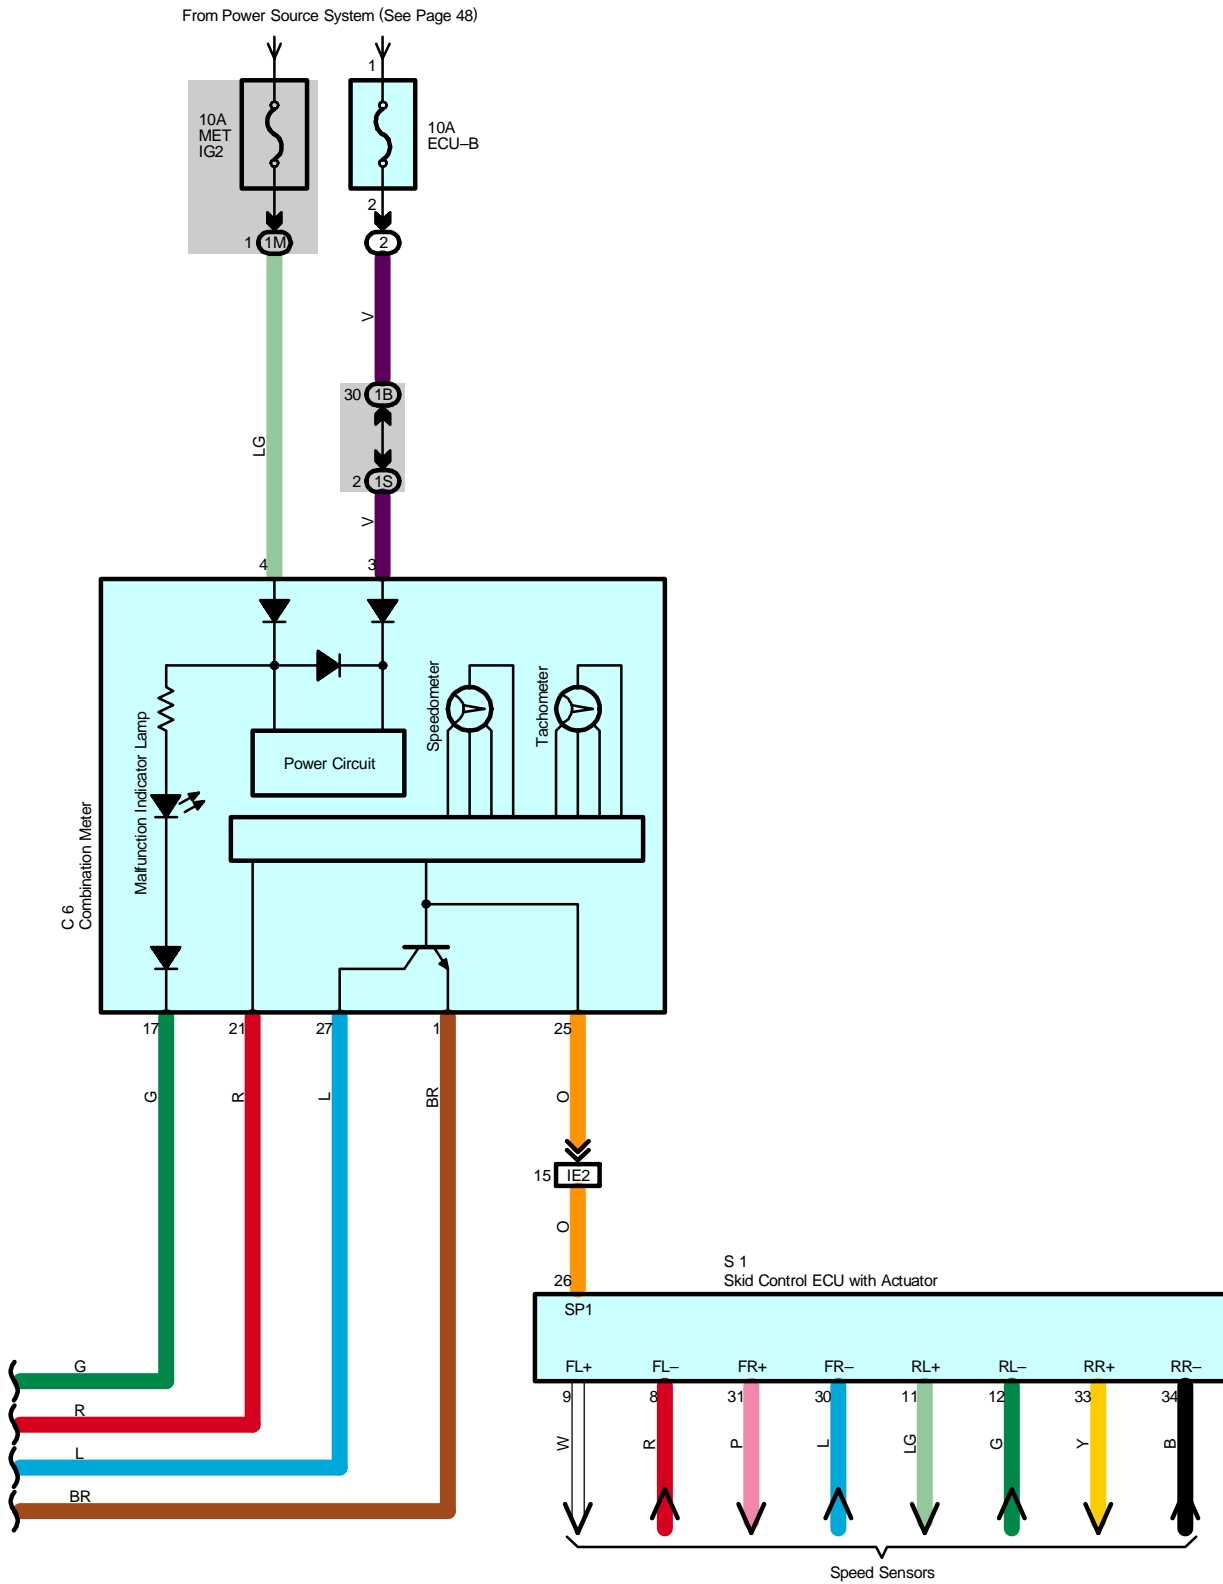 From Power Source System (See Page 48)
1
10A
MET
IG2
10A
ECU–B
2
1 1M
2
V
30 1B
LG
2 1S
V
4
3
Speedometer
Tachometer
Malfunction Indicator Lamp
Power Circuit
C 6
Combination Meter
17
21
27
1
25
G
R
L
BR
O
15 IE2
O
S 1
Skid Control ECU with Actuator
26
SP1
FL+
FL–
FR+
FR–
RL+
RL–
RR+
RR–
9
8
31
30
11
12
33
34
W
R
P
L
LG
G
Y
B
G
R
L
BR
Speed Sensors